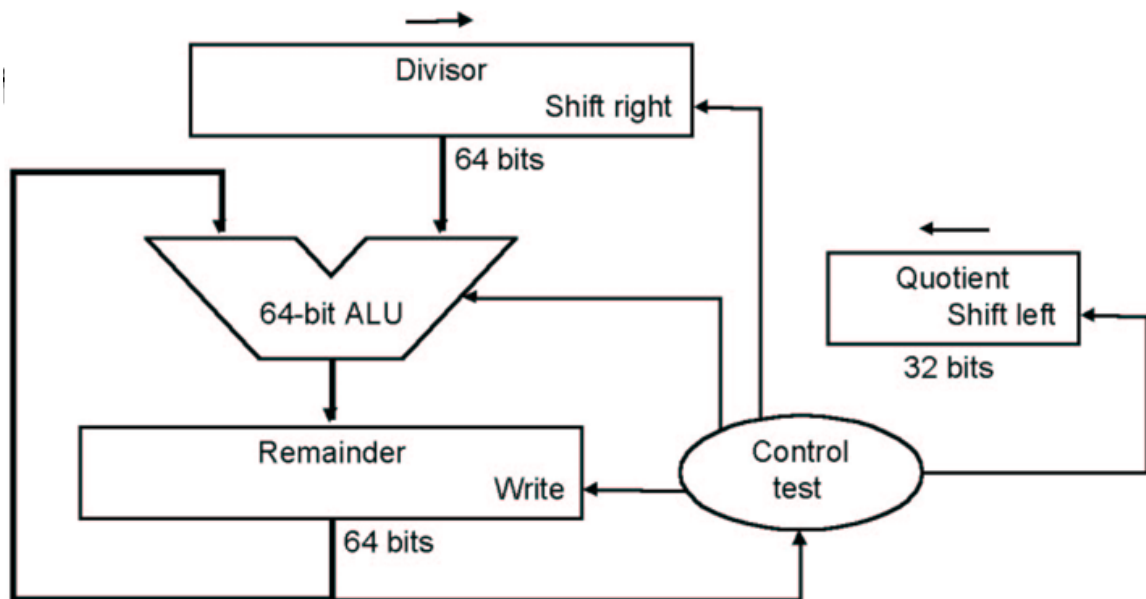 Divisor
Shift right
64 bits
Quotient
Shift left
32 bits
64-bit ALU
Remainder
Write
64 bits
Control
test